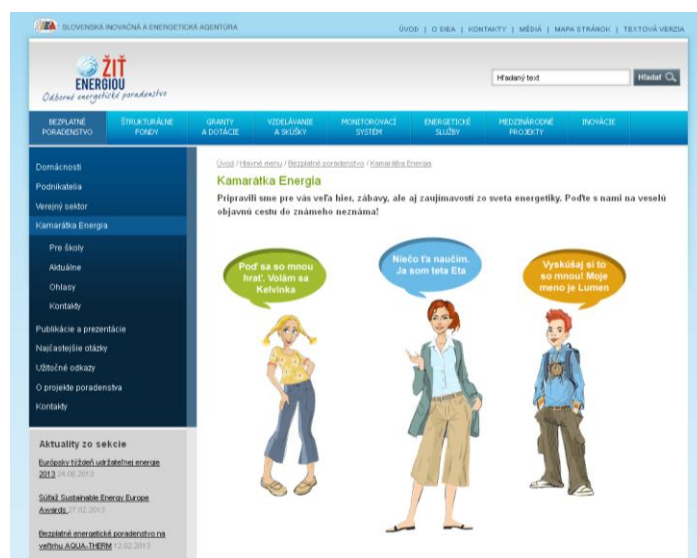 SIEA SLOVENSKÁ INOVAČNÁ A ENERGETICKÁ AGENTÚRA
ÚVOD | O SIEA | KONTAKTY | MÉDIÁ | MAPA STRÁNOK | TEXTOVÁ VERZIA
ŽIŤ
ENERGIOU
Odborné energetické poradenstvo
Hľadaný text
Hľadať
BEZPLATNÉ
PORADENSTVO
ŠTRUKTURÁLNE
FONDY
GRANTY
A DOTÁCIE
VZDELÁVANIE
A SKÚŠKY
MONITOROVACÍ
SYSTÉM
ENERGETICKÉ
SLUŽBY
MEDZINÁRODNÉ
PROJEKTY
INOVÁCIE
Domácnosti
Podnikatelia
Verejný sektor
Kamarátka Energia
Pre školy
Aktuálne
Ohlasy
Kontakty
Publikácie a prezentácie
Najčastejšie otázky
Užitočné odkazy
O projekte poradenstva
Kontakty
Aktuality zo sekcie
Európsky týždeň udržateľnej energie
2013 24.06.2013
Súťaž Sustainable Energy Europe
Awards 27.02.2013
Bezplatné energetické poradenstvo na
veľtrhu AQUA-THERM 12.02.2013
Úvod / Hlavné menu / Bezplatné poradenstvo / Kamarátka Energia
Kamarátka Energia
Pripravili sme pre vás veľa hier, zábavy, ale aj zaujímavostí zo sveta energetiky. Poďte s nami na veselú
objavnú cestu do známeho neznáma!
Poď sa so mnou
hrať. Volám sa
Kelvinka
Niečo ťa naučím.
Ja som teta Eta
Vyskúšaj si to
so mnou! Moje
meno je Lumen